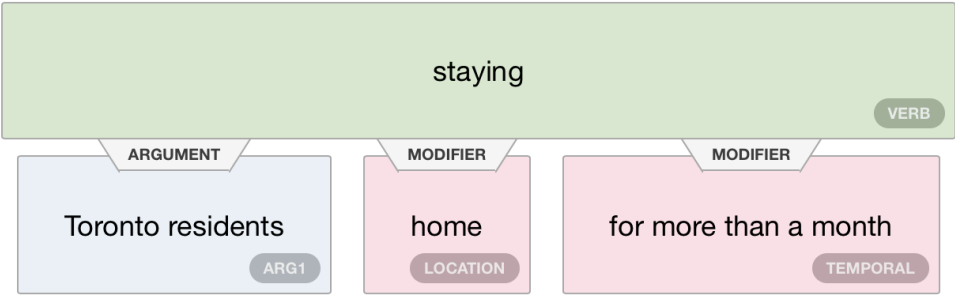 staying
VERB
ARGUMENT MODIFIER MODIFIER
Toronto residents home for more than a month
ARG1 LOCATION TEMPORAL